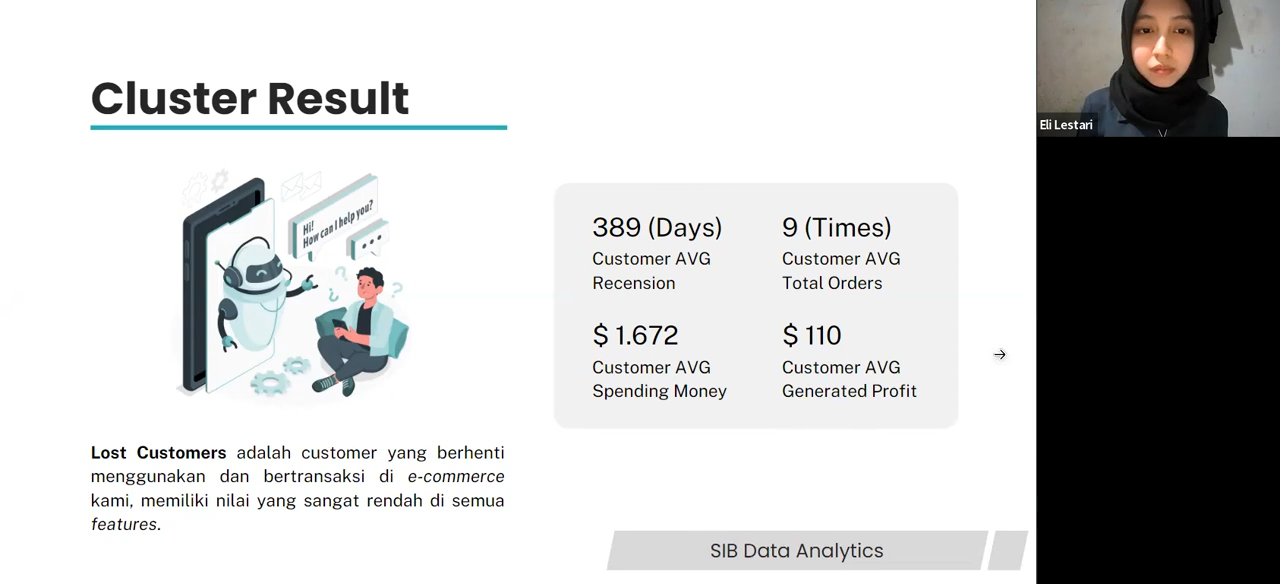 Cluster Result
Hi!
How can I help you?
389 (Days)
Customer AVG
Recension
9 (Times)
Customer AVG
Total Orders
$ 1.672
Customer AVG
Spending Money
$ 110
Customer AVG
Generated Profit
Lost Customers adalah customer yang berhenti
menggunakan dan bertransaksi di e-commerce
kami, memiliki nilai yang sangat rendah di semua
features.
SIB Data Analytics
Eli Lestari